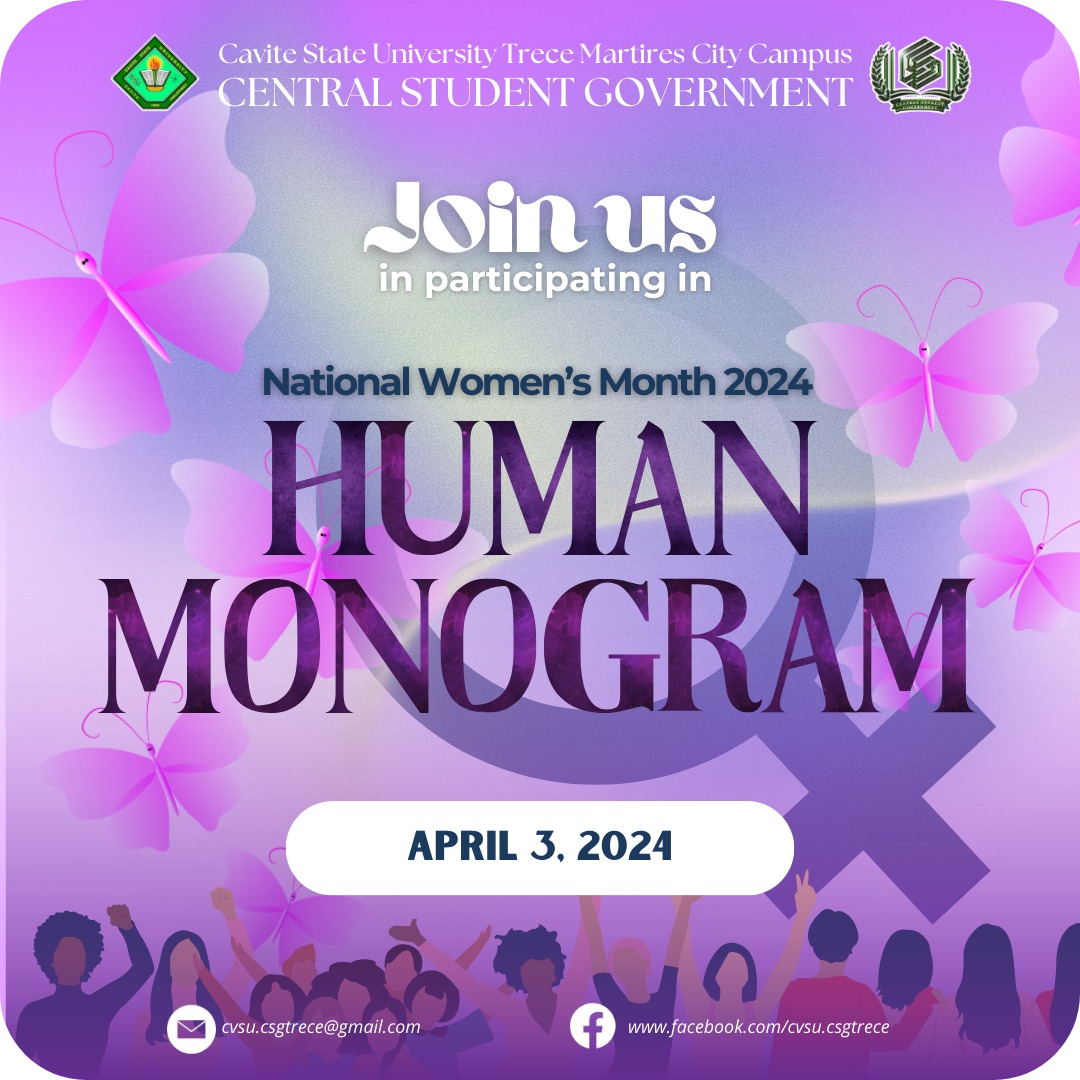 Cavite State University Trece Martires City Campus
CENTRAL STUDENT GOVERNMENT
Join us
in participating in
National Women's Month 2024
HUMAN
MONOGRAM
APRIL 3, 2024
cvsu.csgtrece@gmail.com
www.facebook.com/cvsu.csgtrece